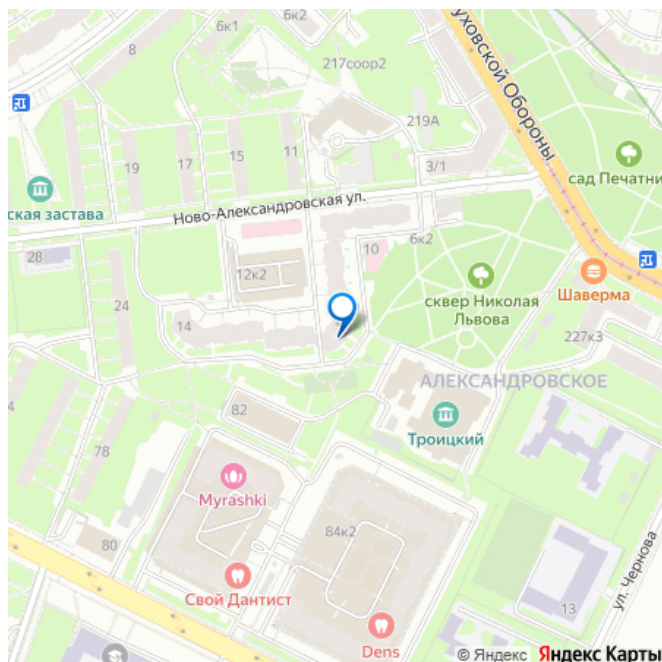 6к1
6к2
8
217соор2
уховской Обороны
219А
19
17
15
11
3/1
сад Печатни
ская застава
Ново-Александровская ул.
28
12к2
10
6к2
24
сквер Николая
Львова
Шаверма
14
227к3
АЛЕКСАНДРОВСКОЕ
4
82
Троицкий
78
Myrashki
84к2
80
ул. Чернова
Свой Дантист
13
Dens
© Яндекс Яндекс Карты